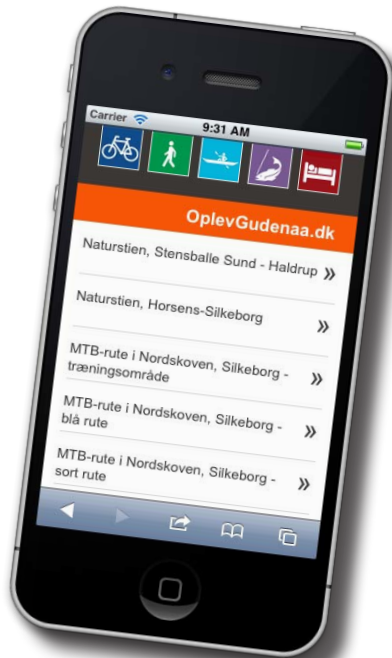 Carrier
9:31 AM
OplevGudenaa.dk
Naturstien, Stensballe Sund - Haldrup »
Naturstien, Horsens-Silkeborg »
MTB-rute i Nordskoven, Silkeborg - »
træningsområde
MTB-rute i Nordskoven, Silkeborg - »
blå rute
MTB-rute i Nordskoven, Silkeborg - »
sort rute